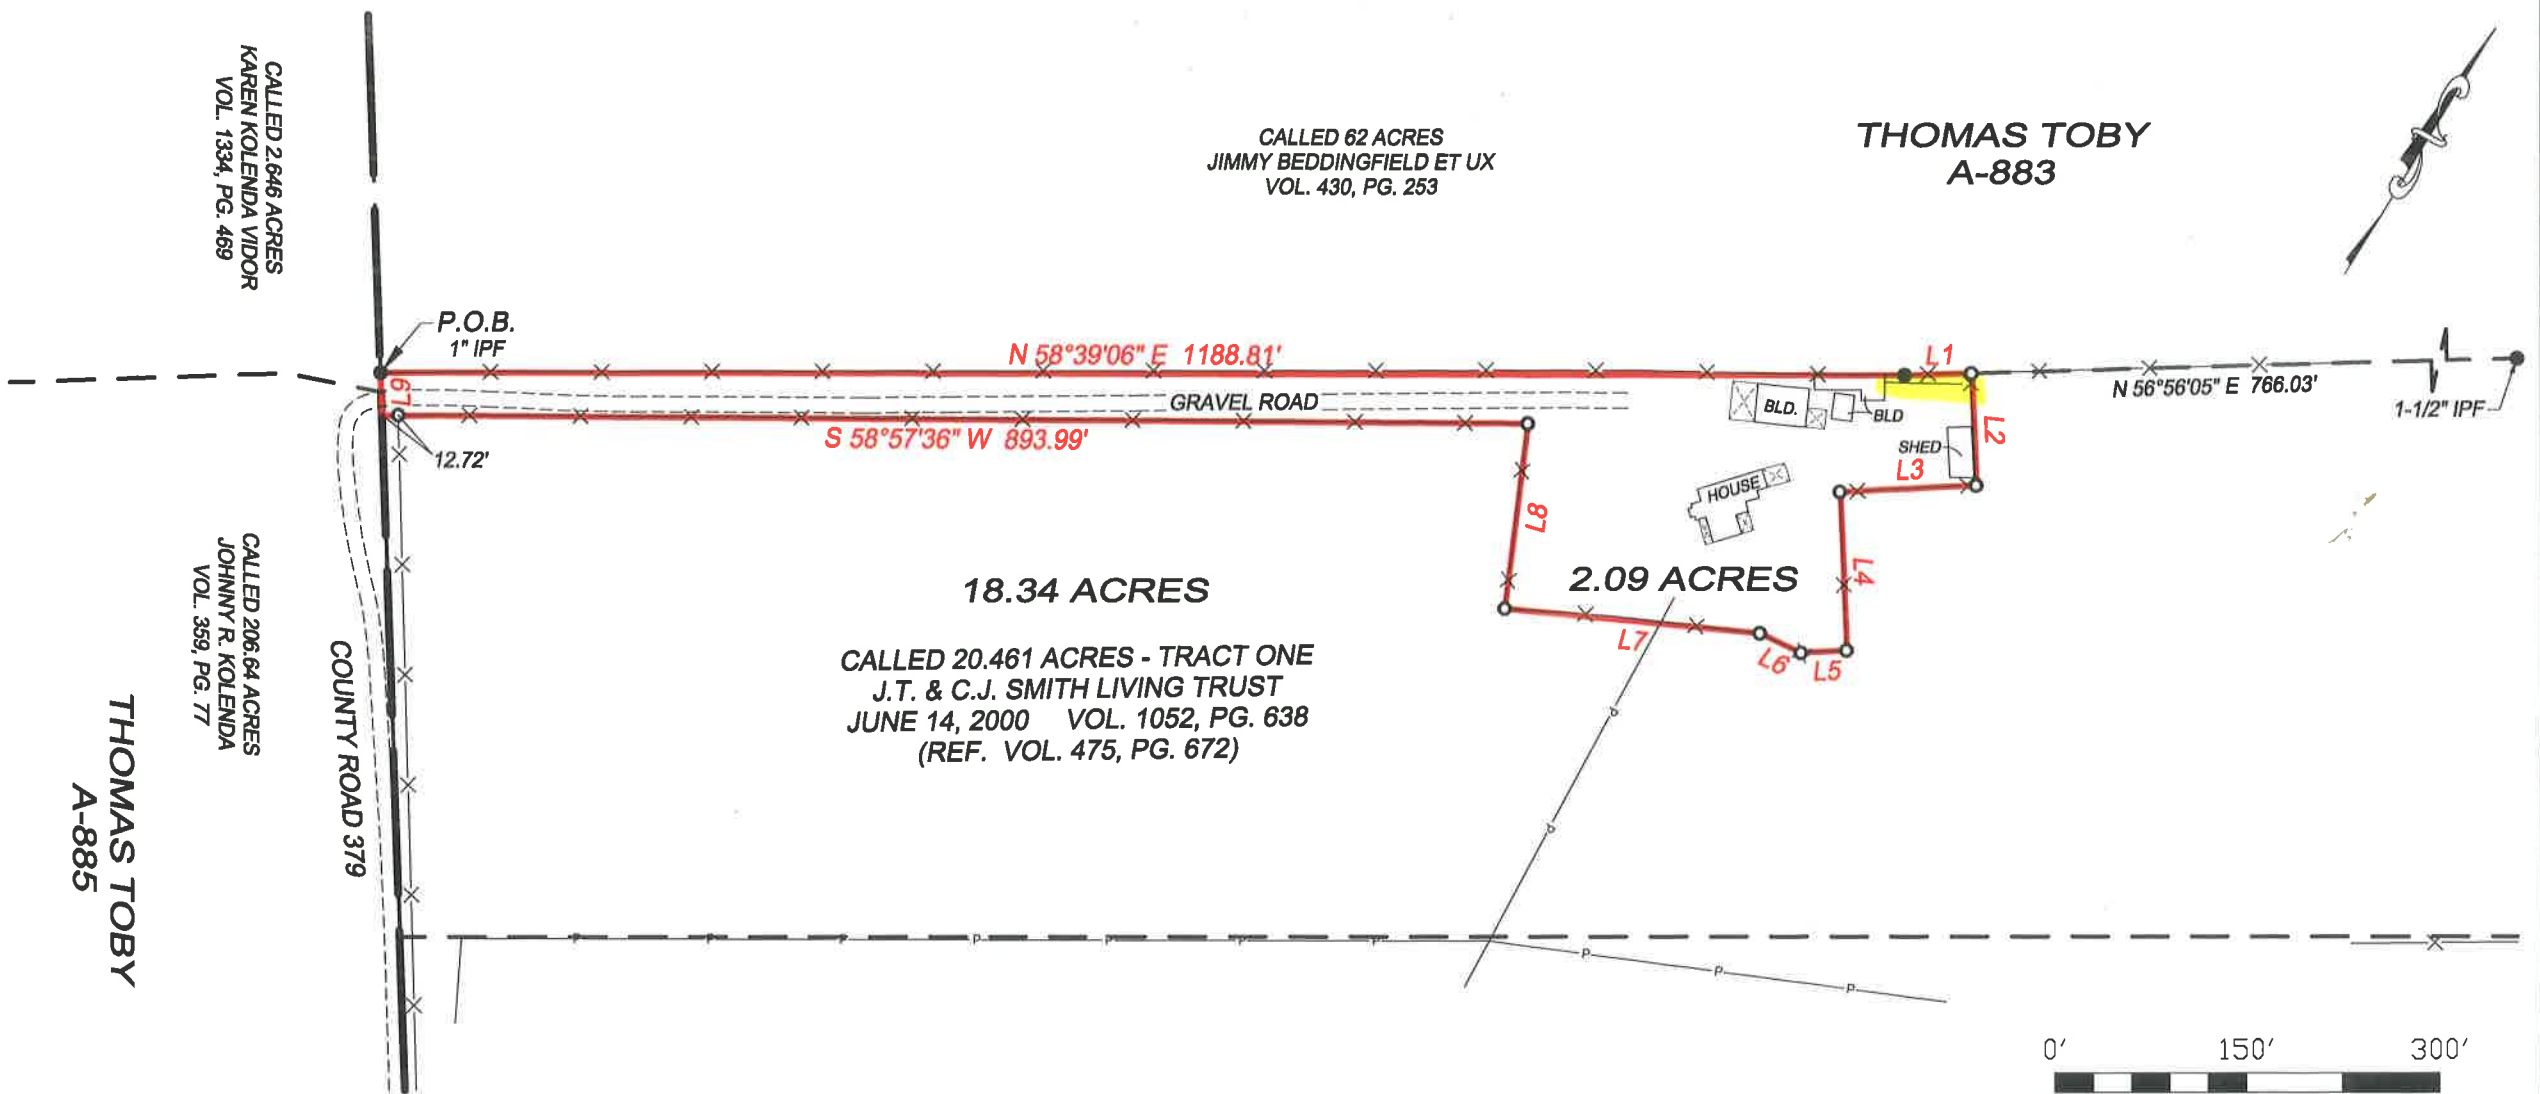 CALLED 2.646 ACRES
KAREN KOLENDA VIDOR
VOL. 1334, PG. 469
CALLED 62 ACRES
JIMMY BEDDINGFIELD ET UX
VOL. 430, PG. 253
THOMAS TOBY
A-883
P.O.B.
1" IPF
N 58°39'06" E 1188.81'
L1
N 56°56'05" E 766.03'
1-1/2" IPF
L9
GRAVEL ROAD
BLD.
BLD
L2
S 58°57'36" W 893.99'
12.72'
SHED
L3
HOUSE
L8
L4
18.34 ACRES
2.09 ACRES
L7
L6
L5
CALLED 20.461 ACRES - TRACT ONE
J.T. & C.J. SMITH LIVING TRUST
JUNE 14, 2000 VOL. 1052, PG. 638
(REF. VOL. 475, PG. 672)
CALLED 206.64 ACRES
JOHNNY R. KOLENDA
VOL. 359, PG. 77
COUNTY ROAD 379
THOMAS TOBY
A-885
P
P
P
P
P
P
P
P
P
P
P
P
0' 150' 300'